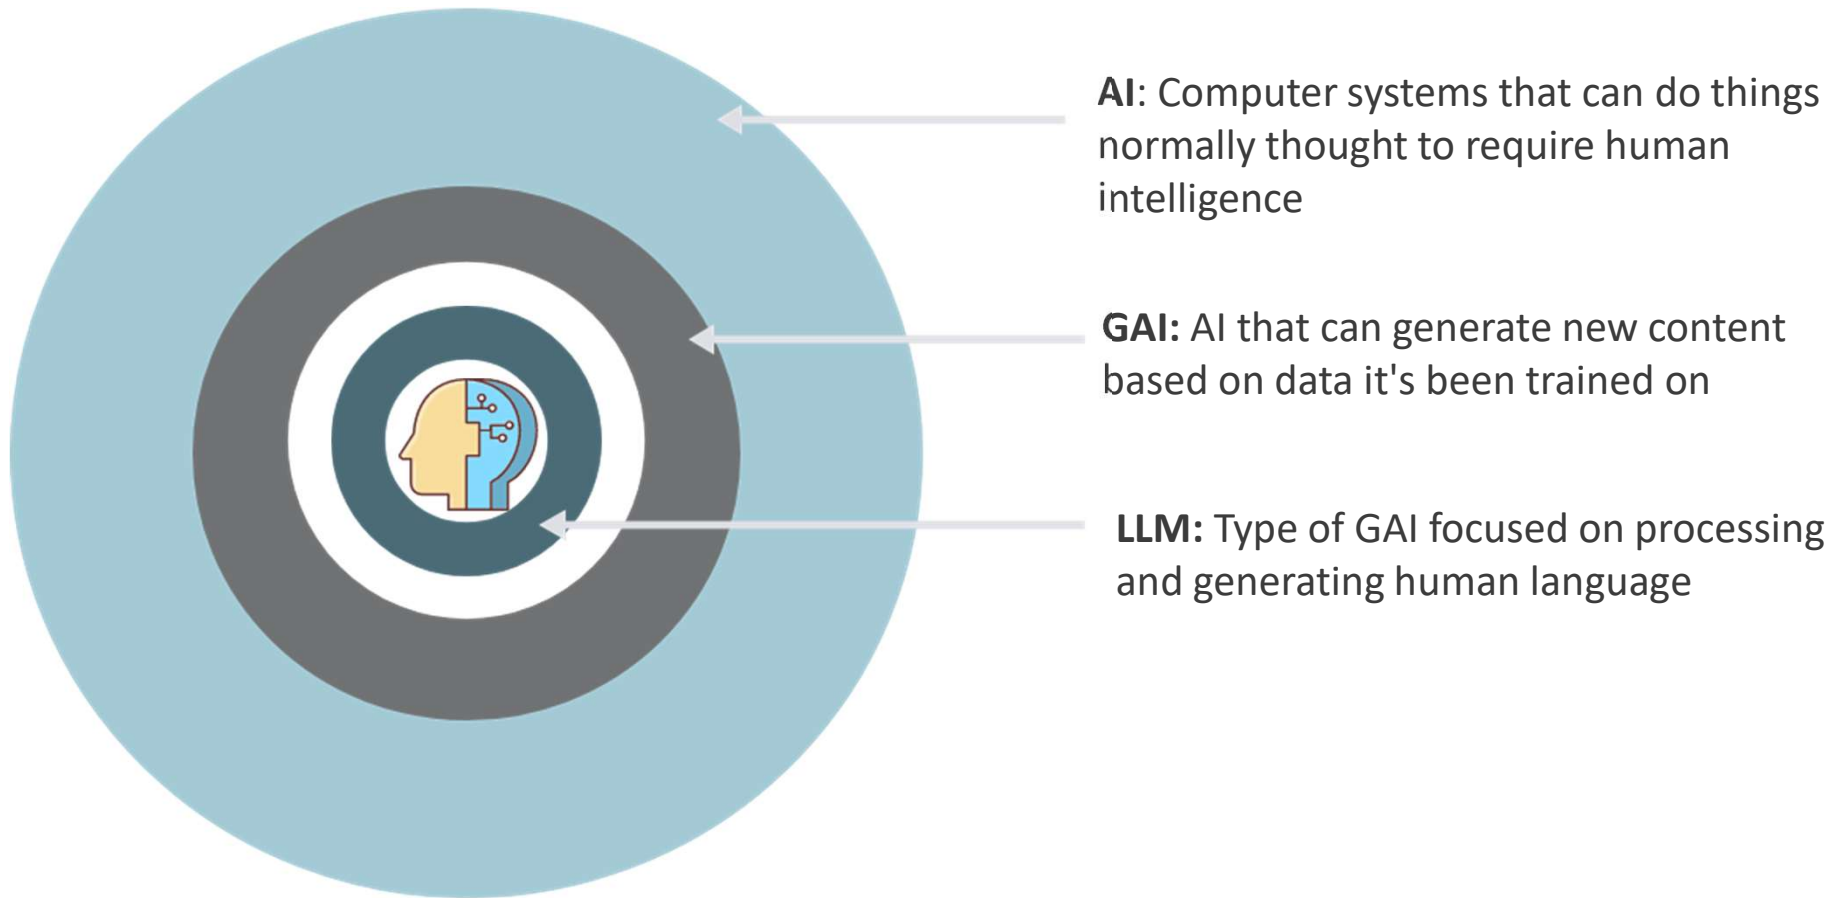 AI: Computer systems that can do things
normally thought to require human
intelligence
GAI: AI that can generate new content
based on data it's been trained on
LLM: Type of GAI focused on processing
and generating human language